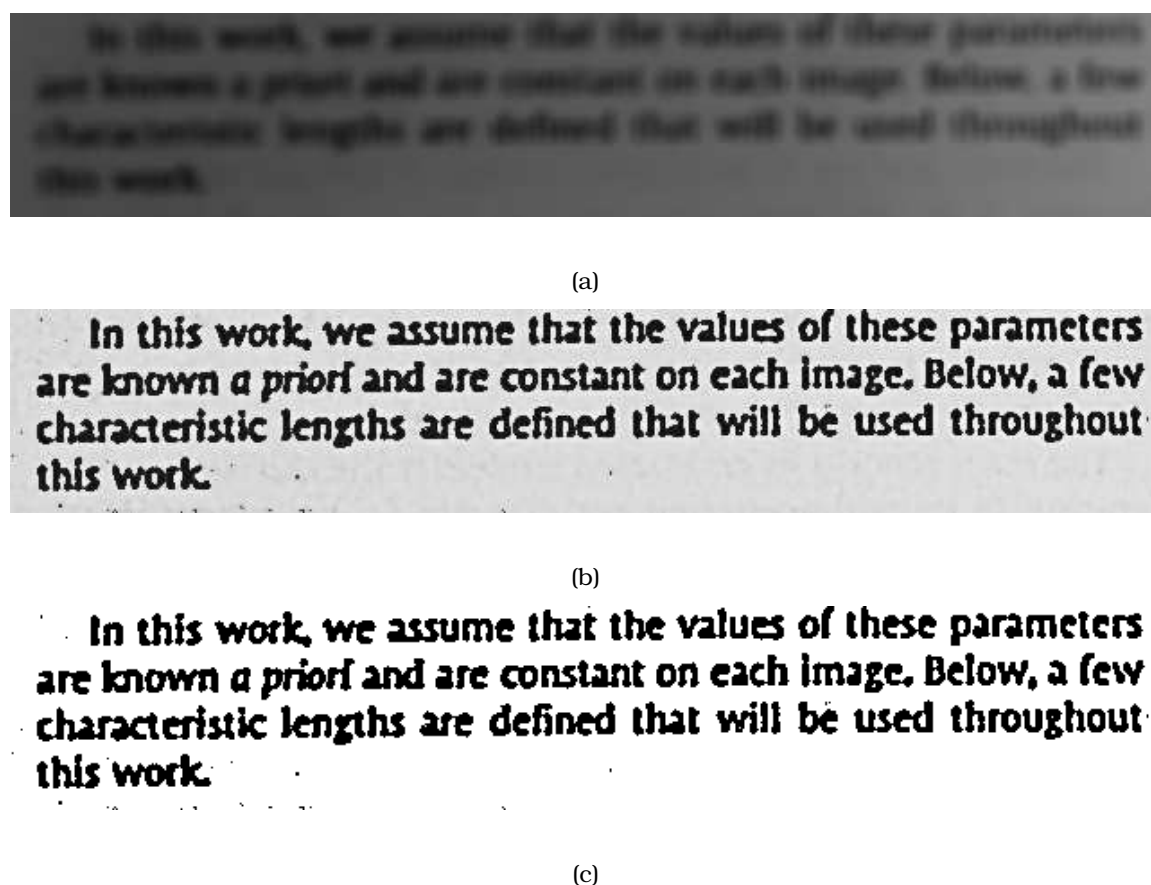 In this work, we assume that the values of these parameters
are known a priori and are constant on each image. Below, a few
characteristic lengths are defined that will be used throughout
this work.
(a)
In this work, we assume that the values of these parameters
are known a priori and are constant on each image. Below, a few
characteristic lengths are defined that will be used throughout
this work.
(b)
In this work, we assume that the values of these parameters
are known a priori and are constant on each image. Below, a few
characteristic lengths are defined that will be used throughout
this work.
(c)